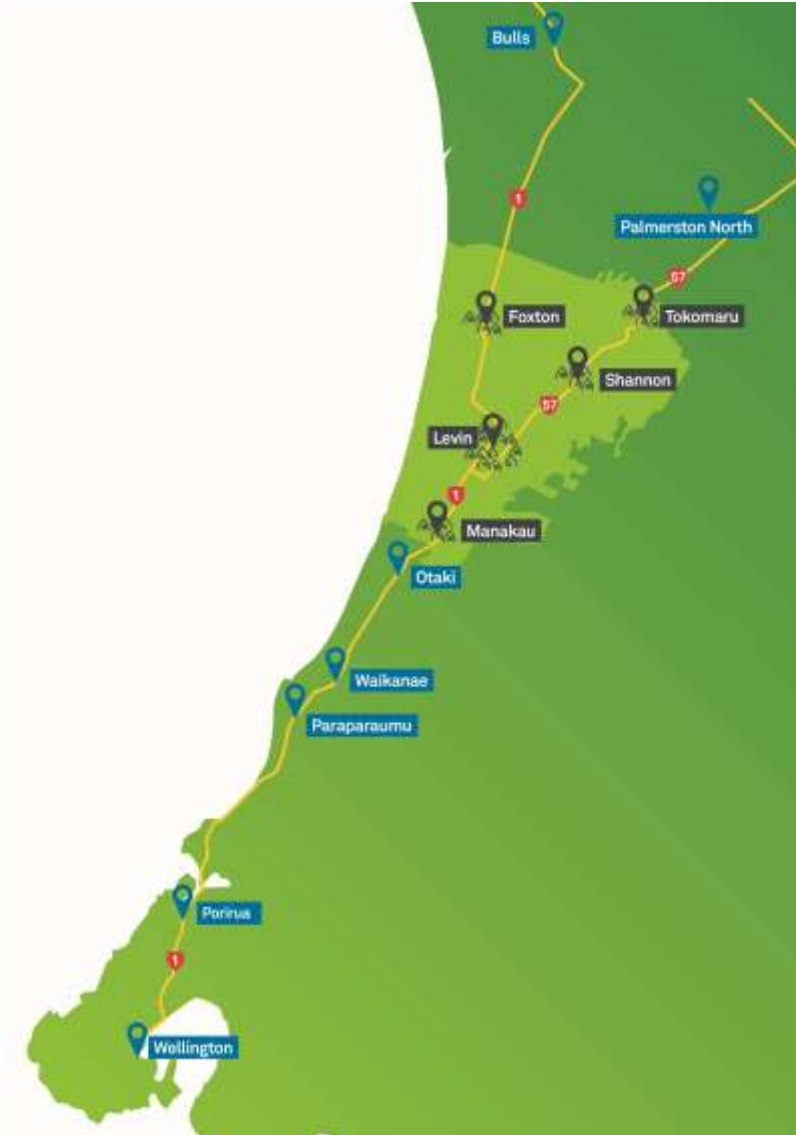 Bulls
1
Palmerston North
57
Foxton
Tokomaru
Shannon
57
Levin
1
Manakau
Otaki
Waikanae
Paraparaumu
Porirua
1
Wellington